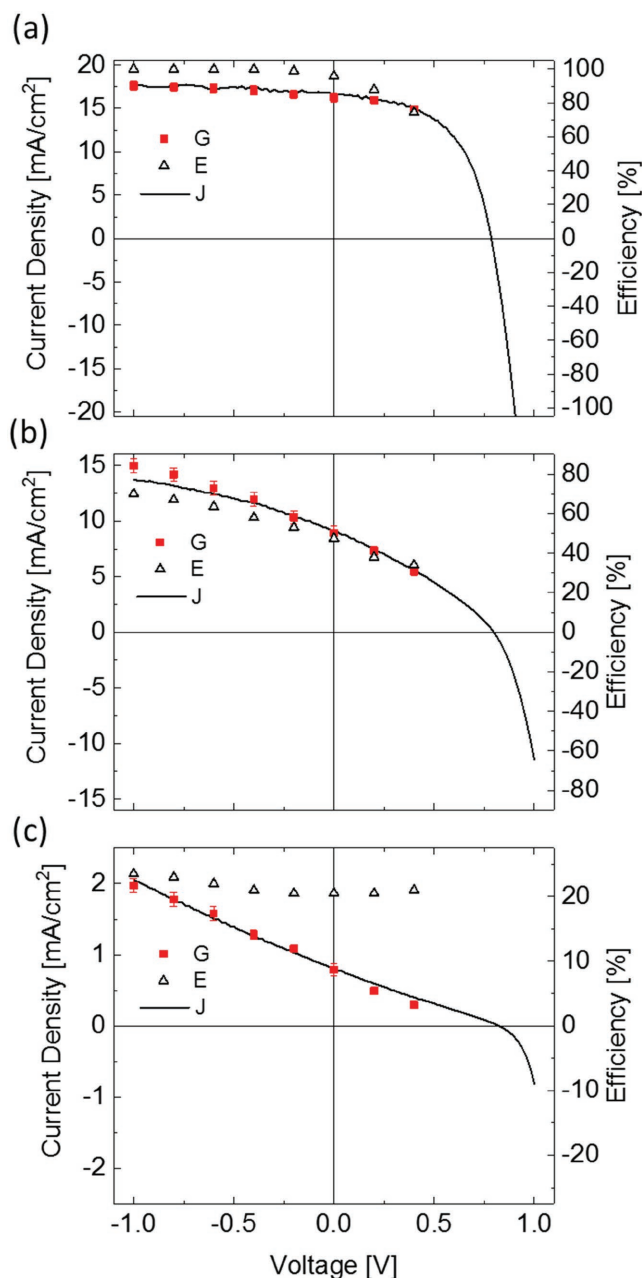 (a)
20
15
10
5
0
-5
-10
-15
-20
Current Density [mA/cm²]
G
E
J
100
80
60
40
20
0
-20
-40
-60
-80
-100
Efficiency [%]
(b)
15
10
5
0
-5
-10
-15
Current Density [mA/cm²]
G
E
J
80
60
40
20
0
-20
-40
-60
-80
Efficiency [%]
(c)
2
1
0
-1
-2
Current Density [mA/cm²]
G
E
J
20
10
0
-10
-20
Efficiency [%]
-1.0 -0.5 0.0 0.5 1.0
Voltage [V]